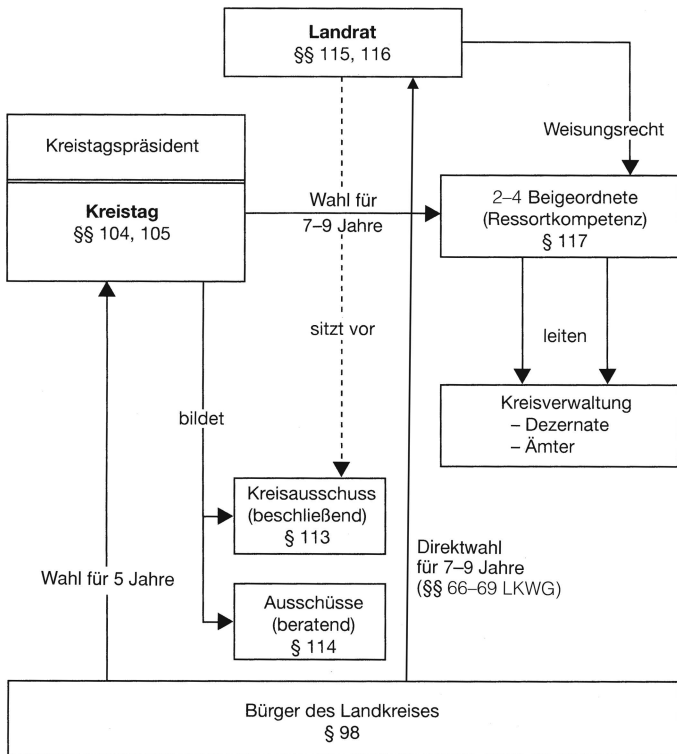 Landrat
§§ 115, 116
Kreistagspräsident
Weisungsrecht
Kreistag
§§ 104, 105
Wahl für
7–9 Jahre
2–4 Beigeordnete
(Ressortkompetenz)
§ 117
sitzt vor
leiten
bildet
Kreisverwaltung
– Dezernate
– Ämter
Kreisausschuss
(beschließend)
§ 113
Direktwahl
für 7–9 Jahre
(§§ 66–69 LKWG)
Wahl für 5 Jahre
Ausschüsse
(beratend)
§ 114
Bürger des Landkreises
§ 98